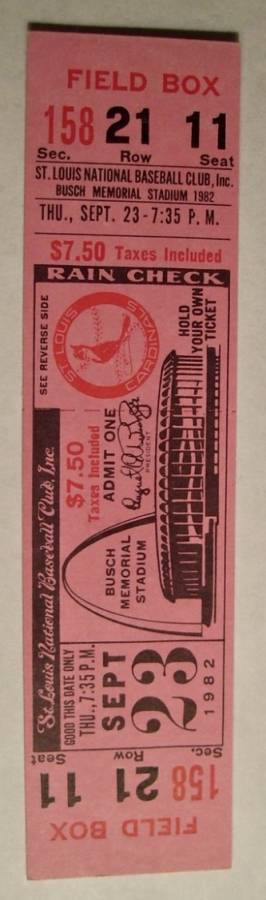 FIELD BOX
158 21 11
Sec. Row Seat
ST. LOUIS NATIONAL BASEBALL CLUB, Inc.
BUSCH MEMORIAL STADIUM 1982
THU., SEPT. 23 - 7:35 P. M.
$7.50 Taxes Included
RAIN CHECK
SEE REVERSE SIDE
ST. LOUIS
CARDINALS
HOLD
YOUR OWN
TICKET
St. Louis National Baseball Club, Inc.
$7.50
Taxes Included
ADMIT ONE
PRESIDENT
BUSCH
MEMORIAL
STADIUM
GOOD THIS DATE ONLY
THU., 7:35 P.M.
SEPT
23
1982
Sec. Row Seat
158 21 11
FIELD BOX